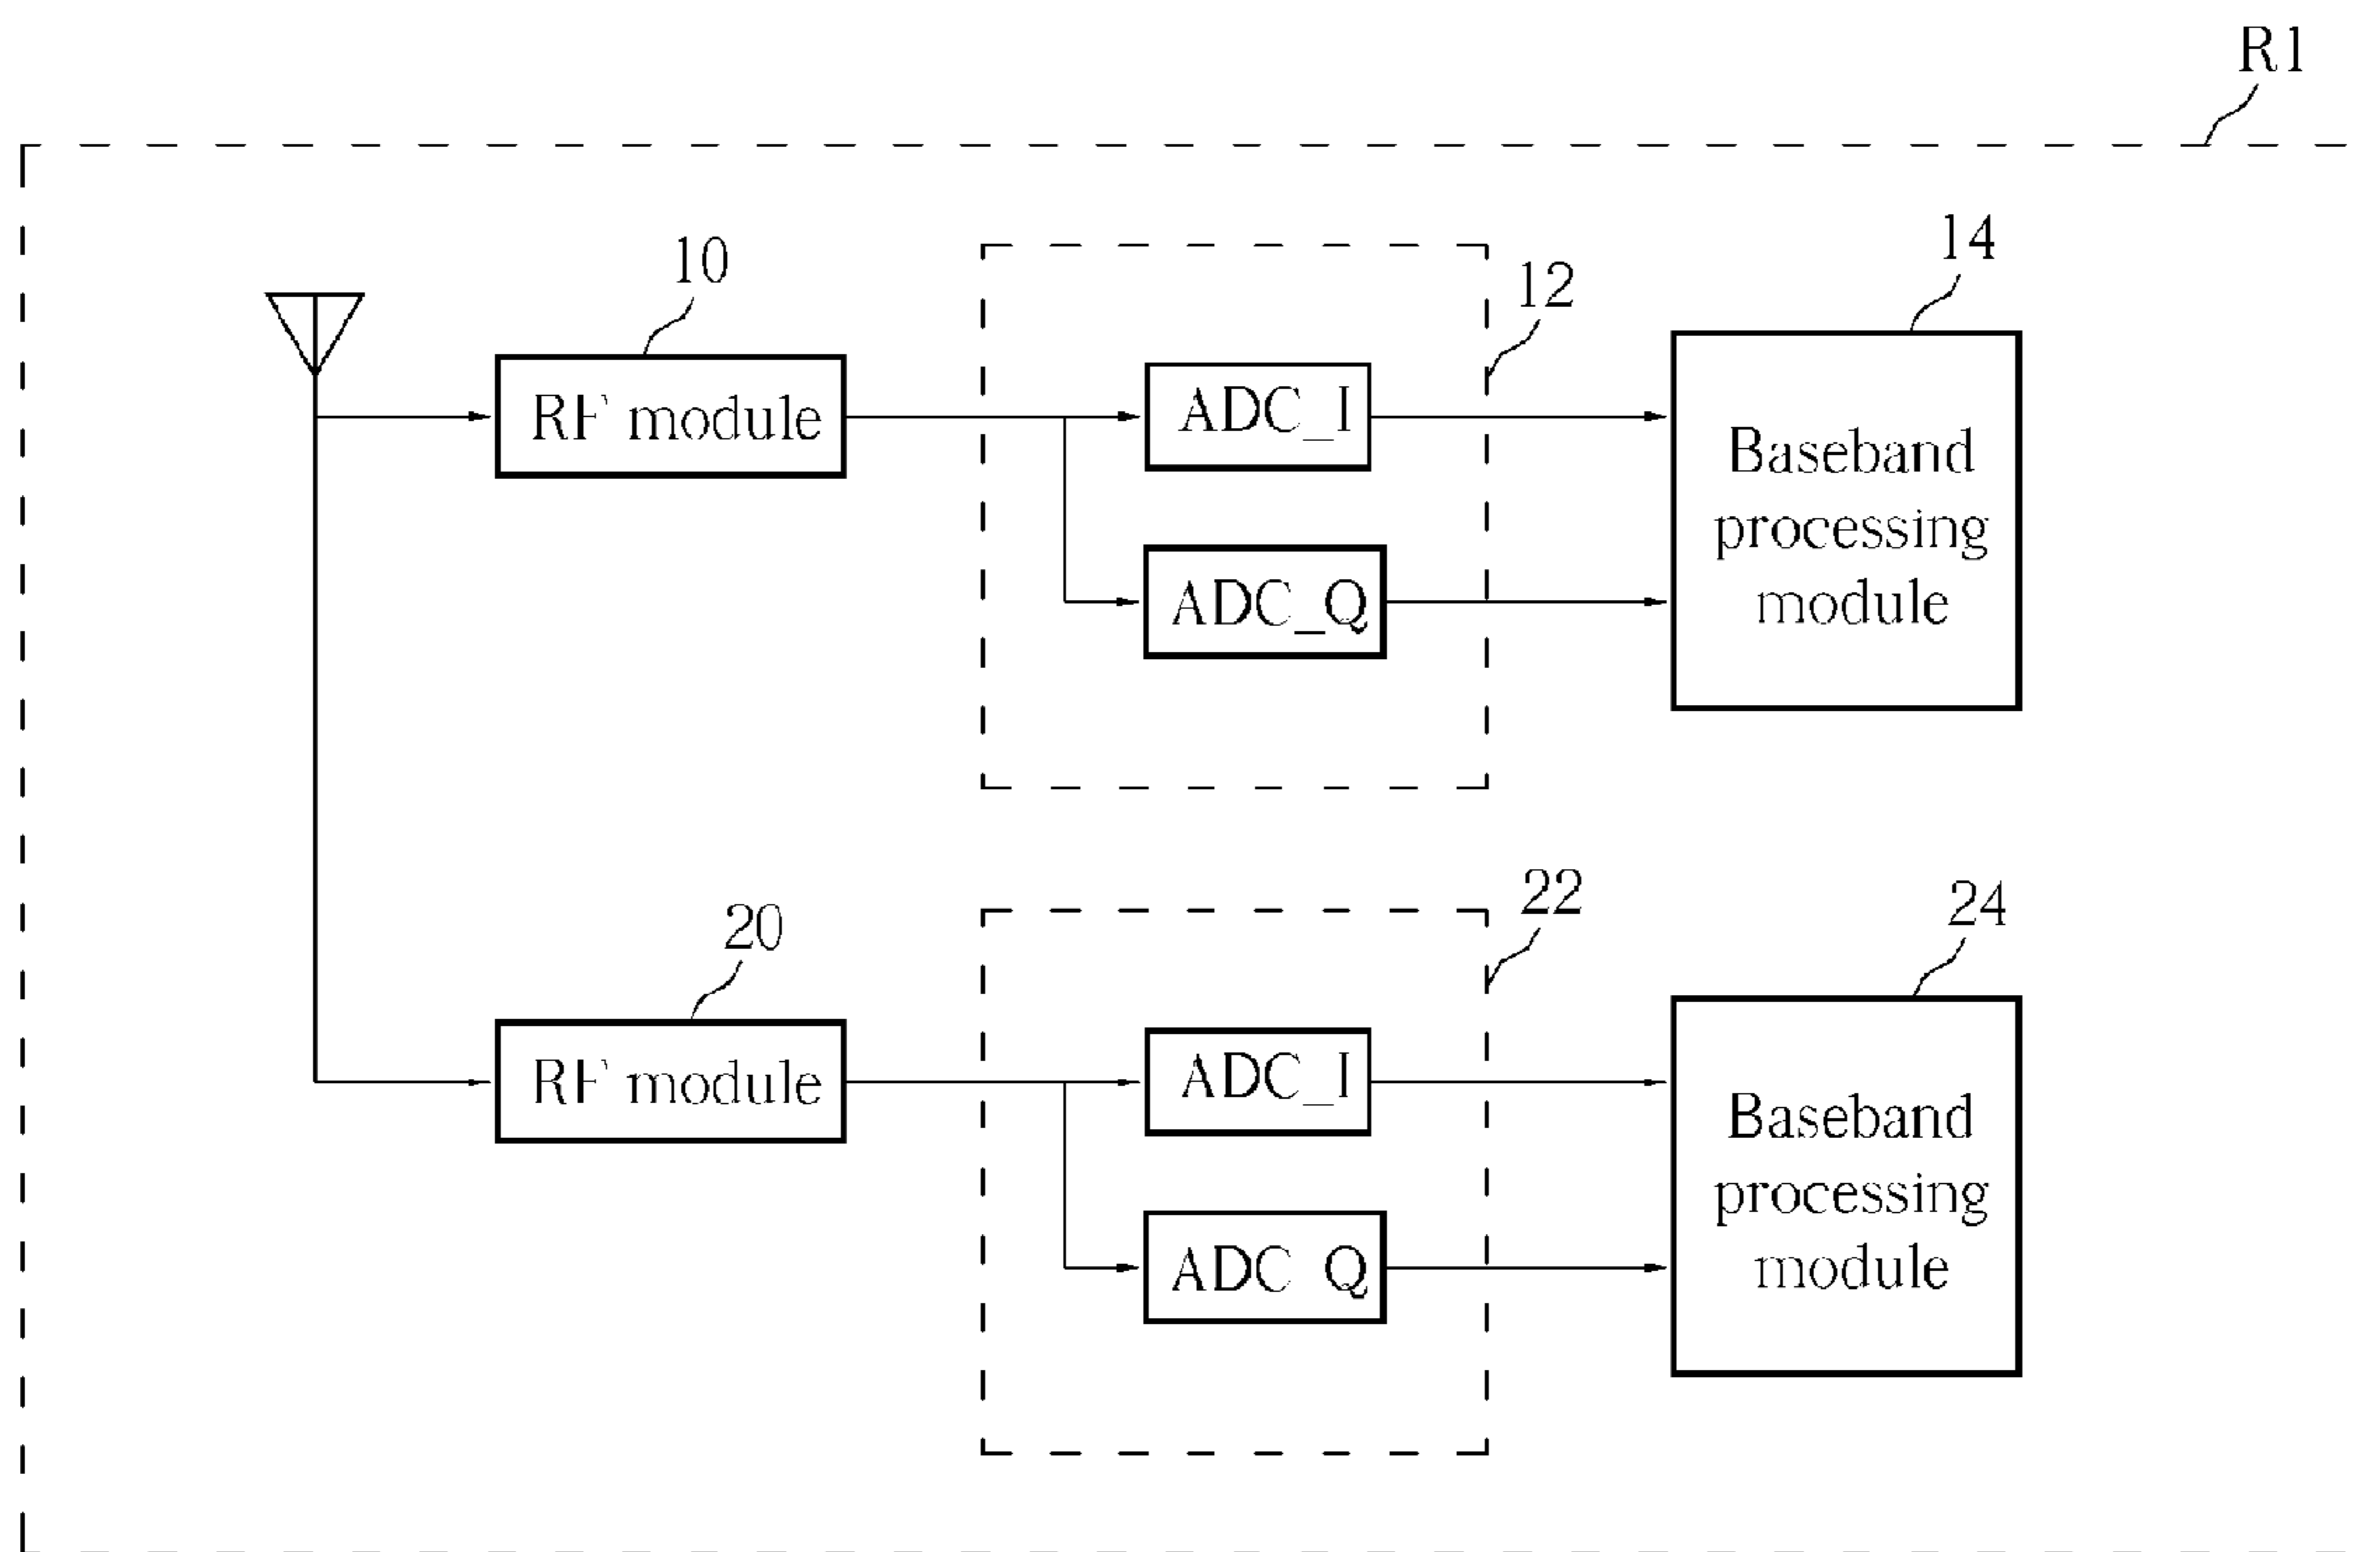 R1
10
12
14
RF module
ADC_I
ADC_Q
Baseband
processing
module
20
22
24
RF module
ADC_I
ADC Q
Baseband
processing
module